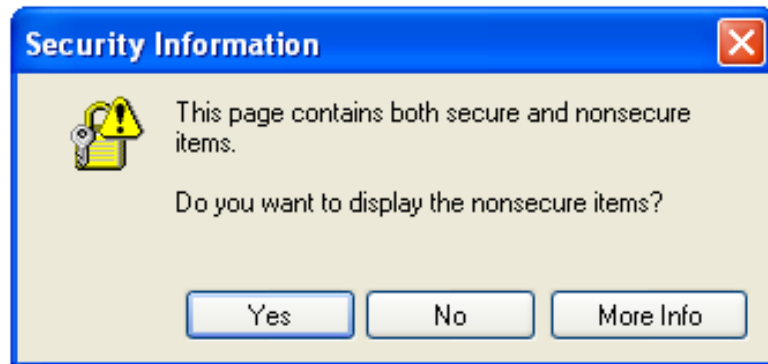 Security Information
This page contains both secure and nonsecure
items.
Do you want to display the nonsecure items?
Yes
No
More Info